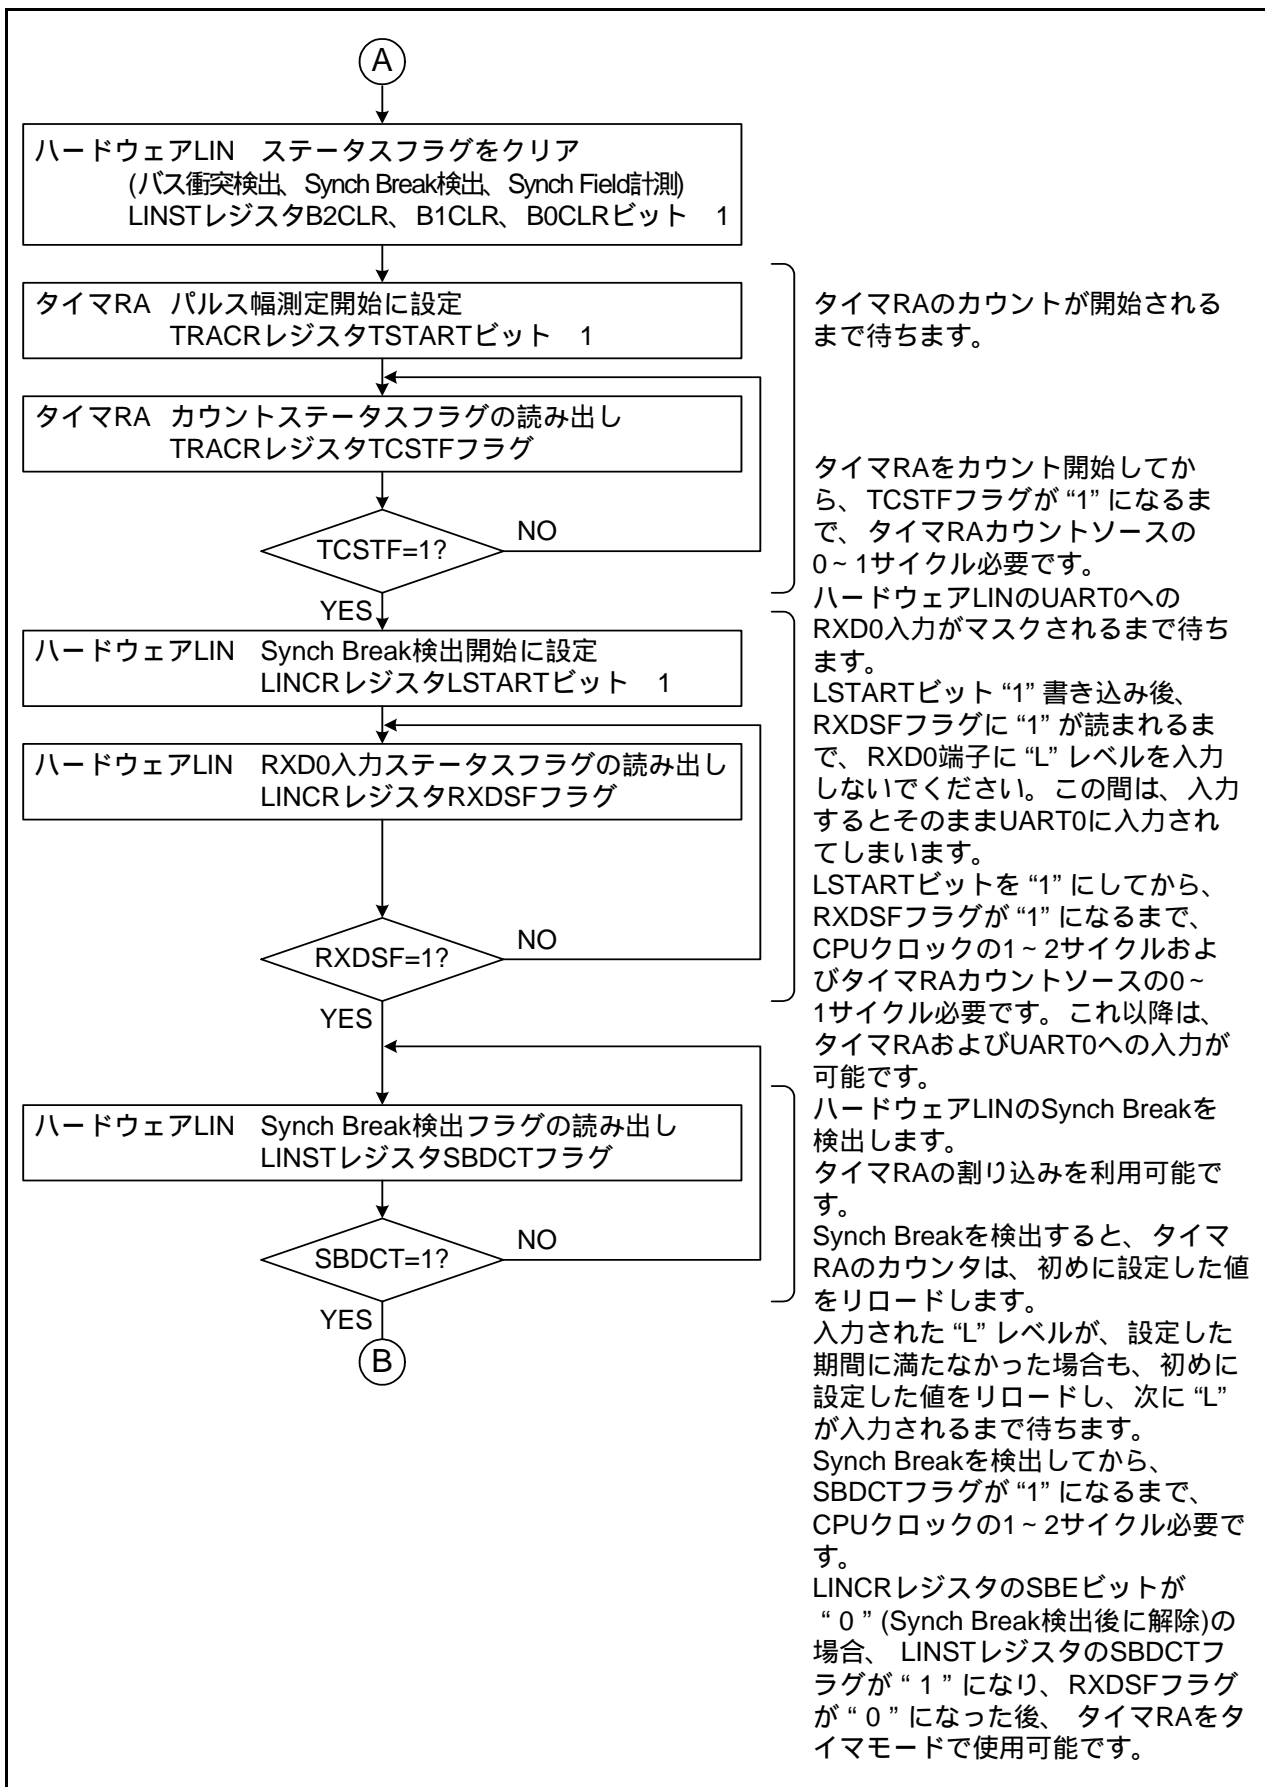 A
ハードウェアLIN　ステータスフラグをクリア
(バス衝突検出、Synch Break検出、Synch Field計測)
LINSTレジスタB2CLR、B1CLR、B0CLRビット　1
タイマRA　パルス幅測定開始に設定
TRACRレジスタTSTARTビット　1
タイマRA　カウントステータスフラグの読み出し
TRACRレジスタTCSTFフラグ
TCSTF=1?
NO
YES
ハードウェアLIN　Synch Break検出開始に設定
LINCRレジスタLSTARTビット　1
ハードウェアLIN　RXD0入力ステータスフラグの読み出し
LINCRレジスタRXDSFフラグ
RXDSF=1?
NO
YES
ハードウェアLIN　Synch Break検出フラグの読み出し
LINSTレジスタSBDCTフラグ
SBDCT=1?
NO
YES
B
タイマRAのカウントが開始される
まで待ちます。
タイマRAをカウント開始してか
ら、TCSTFフラグが “1” になるま
で、タイマRAカウントソースの
0~1サイクル必要です。
ハードウェアLINのUART0への
RXD0入力がマスクされるまで待ち
ます。
LSTARTビット “1” 書き込み後、
RXDSFフラグに “1” が読まれるま
で、RXD0端子に “L” レベルを入力
しないでください。この間は、入力
するとそのままUART0に入力され
てしまいます。
LSTARTビットを “1” にしてから、
RXDSFフラグが “1” になるまで、
CPUクロックの1~2サイクルおよ
びタイマRAカウントソースの0~
1サイクル必要です。これ以降は、
タイマRAおよびUART0への入力が
可能です。
ハードウェアLINのSynch Breakを
検出します。
タイマRAの割り込みを利用可能で
す。
Synch Breakを検出すると、タイマ
RAのカウンタは、初めに設定した値
をリロードします。
入力された “L” レベルが、設定した
期間に満たなかった場合も、初めに
設定した値をリロードし、次に “L”
が入力されるまで待ちます。
Synch Breakを検出してから、
SBDCTフラグが “1” になるまで、
CPUクロックの1~2サイクル必要で
す。
LINCRレジスタのSBEビットが
“ 0 ” (Synch Break検出後に解除)の
場合、 LINSTレジスタのSBDCTフ
ラグが “ 1 ” になり、RXDSFフラグ
が “ 0 ” になった後、 タイマRAをタ
イマモードで使用可能です。